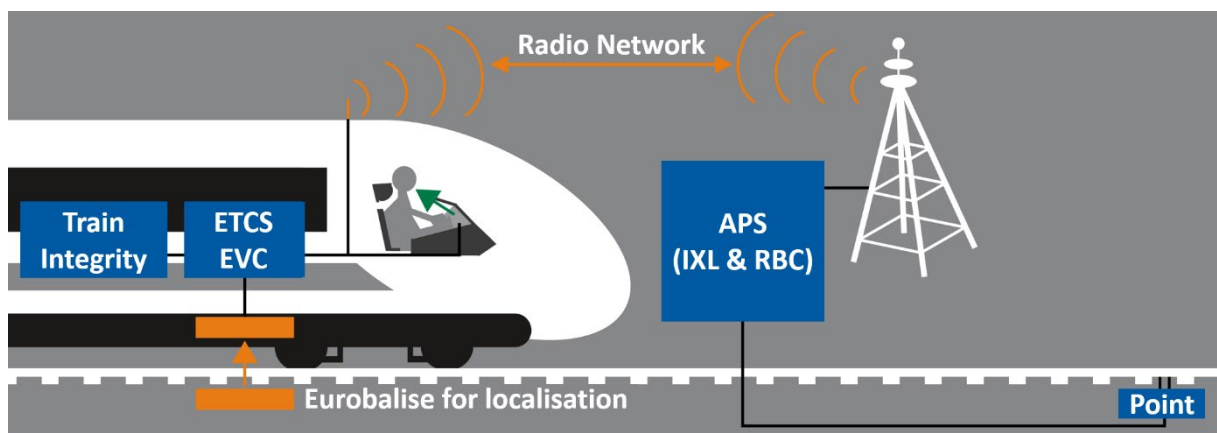 Radio Network
Train
Integrity
ETCS
EVC
APS
(IXL & RBC)
Eurobalise for localisation
Point